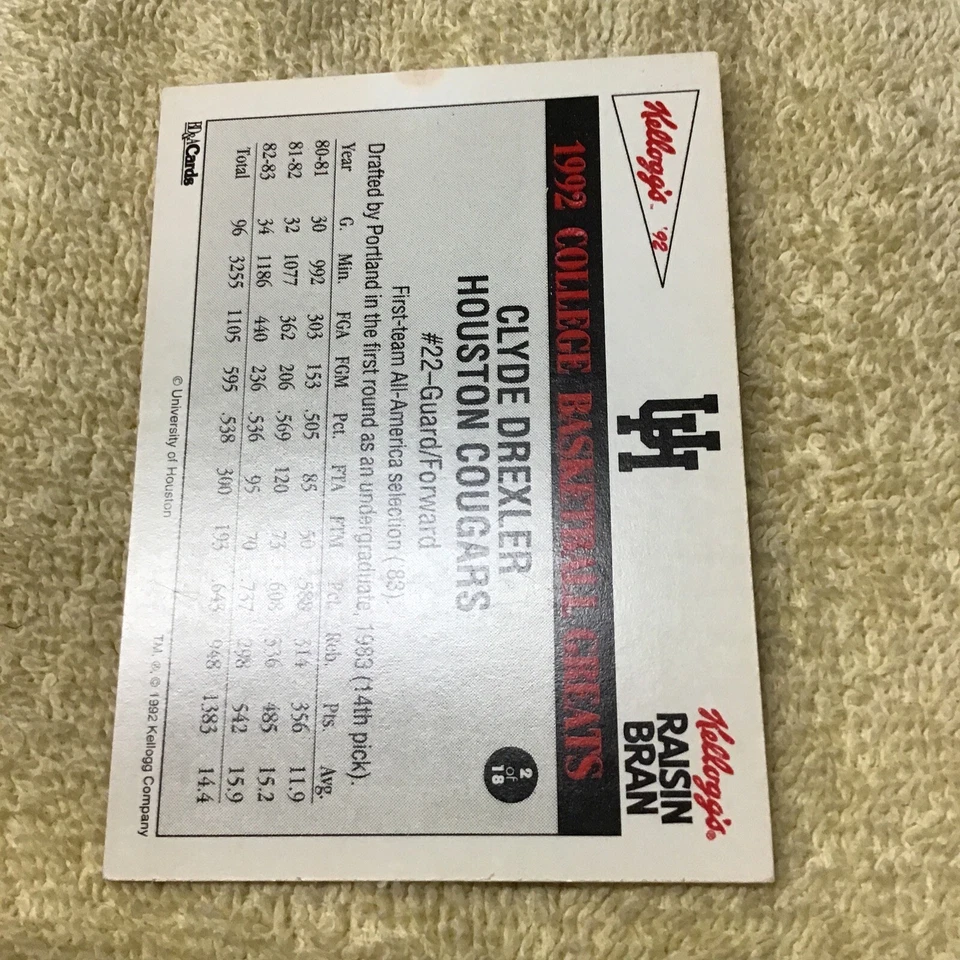 Kellogg's '92
UH
Kellogg's®
RAISIN
BRAN
1992 COLLEGE BASKETBALL GREATS
2 of 18
CLYDE DREXLER
HOUSTON COUGARS
#22–Guard/Forward
First-team All-America selection ('83).
Drafted by Portland in the first round as an undergraduate, 1983 (14th pick).
Year G. Min. FGA FGM Pct. FTA FTM Pct. Reb. Pts. Avg.
80-81 30 992 303 153 .505 85 50 .588 314 356 11.9
81-82 32 1077 362 206 .569 120 73 .608 336 485 15.2
82-83 34 1186 440 236 .536 95 70 .737 298 542 15.9
Total 96 3255 1105 595 .538 300 193 .643 948 1383 14.4
Cards
© University of Houston
TM, ®, © 1992 Kellogg Company